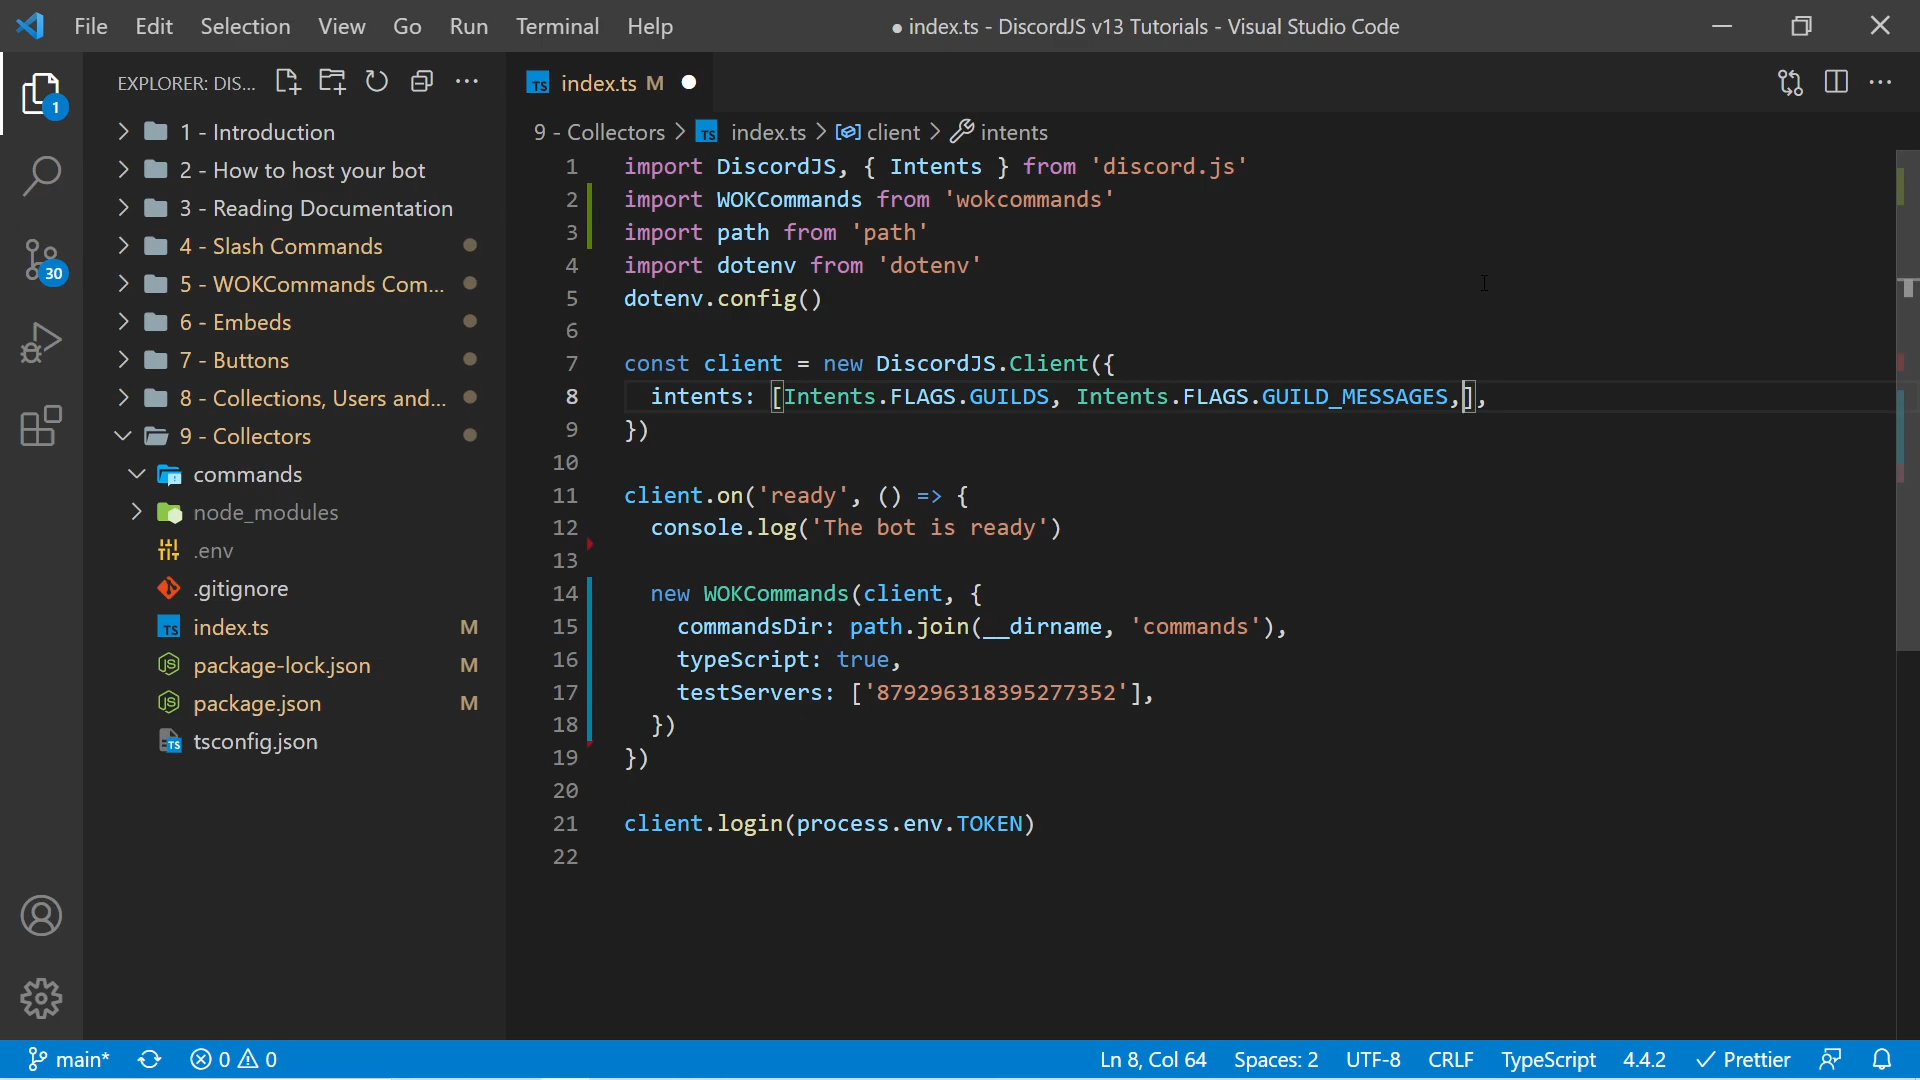 File Edit Selection View Go Run Terminal Help
● index.ts - DiscordJS v13 Tutorials - Visual Studio Code
EXPLORER: DIS...
TS index.ts M
1
9 - Collectors > TS index.ts > client > intents
1 - Introduction
2 - How to host your bot
3 - Reading Documentation
4 - Slash Commands
5 - WOKCommands Com...
6 - Embeds
7 - Buttons
8 - Collections, Users and...
9 - Collectors
commands
node_modules
.env
.gitignore
TS index.ts M
JS package-lock.json M
JS package.json M
TS tsconfig.json
30
1 import DiscordJS, { Intents } from 'discord.js'
2 import WOKCommands from 'wokcommands'
3 import path from 'path'
4 import dotenv from 'dotenv'
5 dotenv.config()
6
7 const client = new DiscordJS.Client({
8 intents: [Intents.FLAGS.GUILDS, Intents.FLAGS.GUILD_MESSAGES,],
9 })
10
11 client.on('ready', () => {
12 console.log('The bot is ready')
13
14 new WOKCommands(client, {
15 commandsDir: path.join(__dirname, 'commands'),
16 typeScript: true,
17 testServers: ['879296318395277352'],
18 })
19 })
20
21 client.login(process.env.TOKEN)
22
main* 0 0 Ln 8, Col 64 Spaces: 2 UTF-8 CRLF TypeScript 4.4.2 Prettier